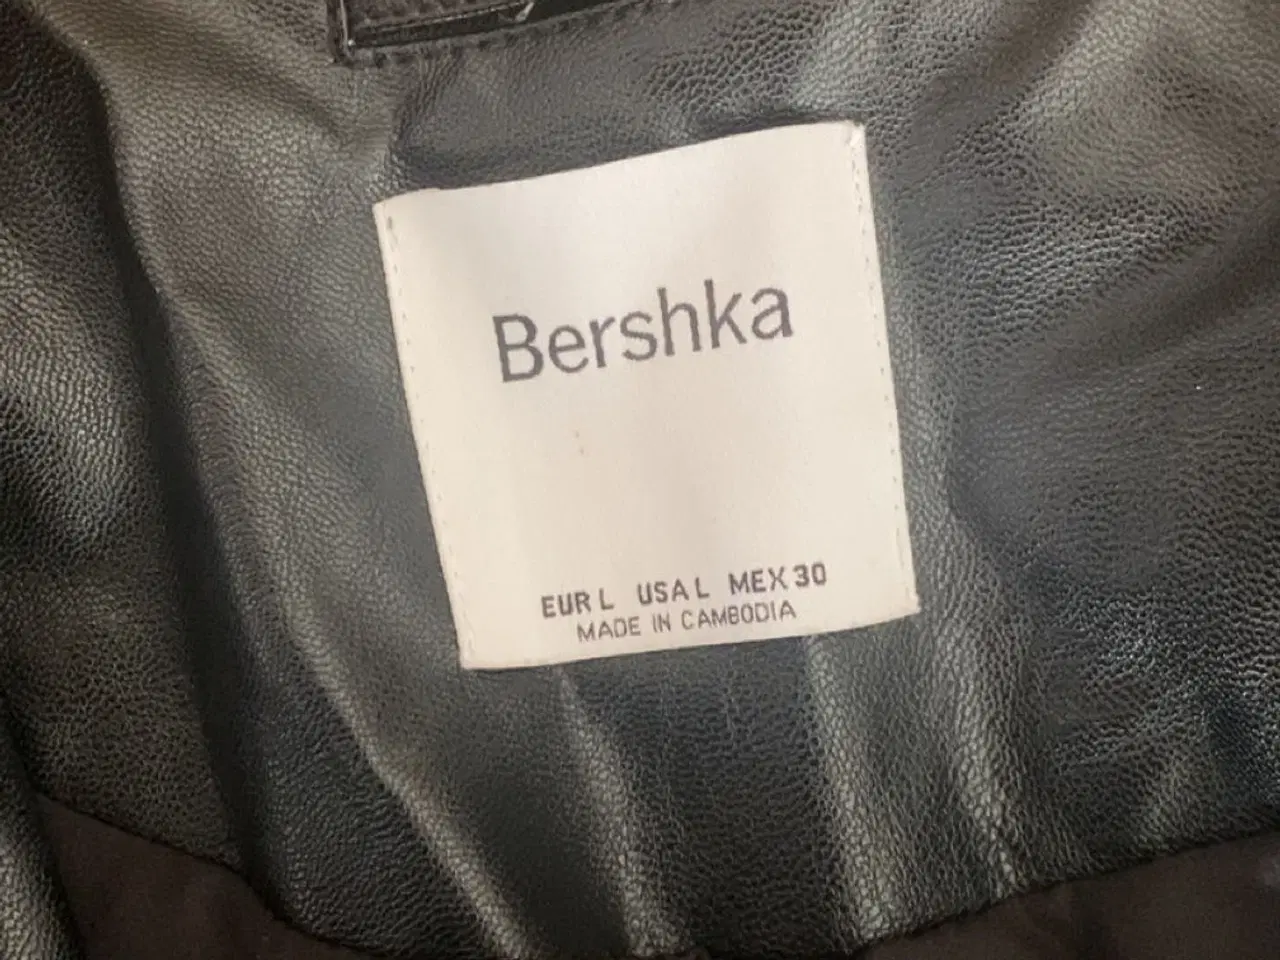 Bershka
EUR L USA L MEX 30
MADE IN CAMBODIA